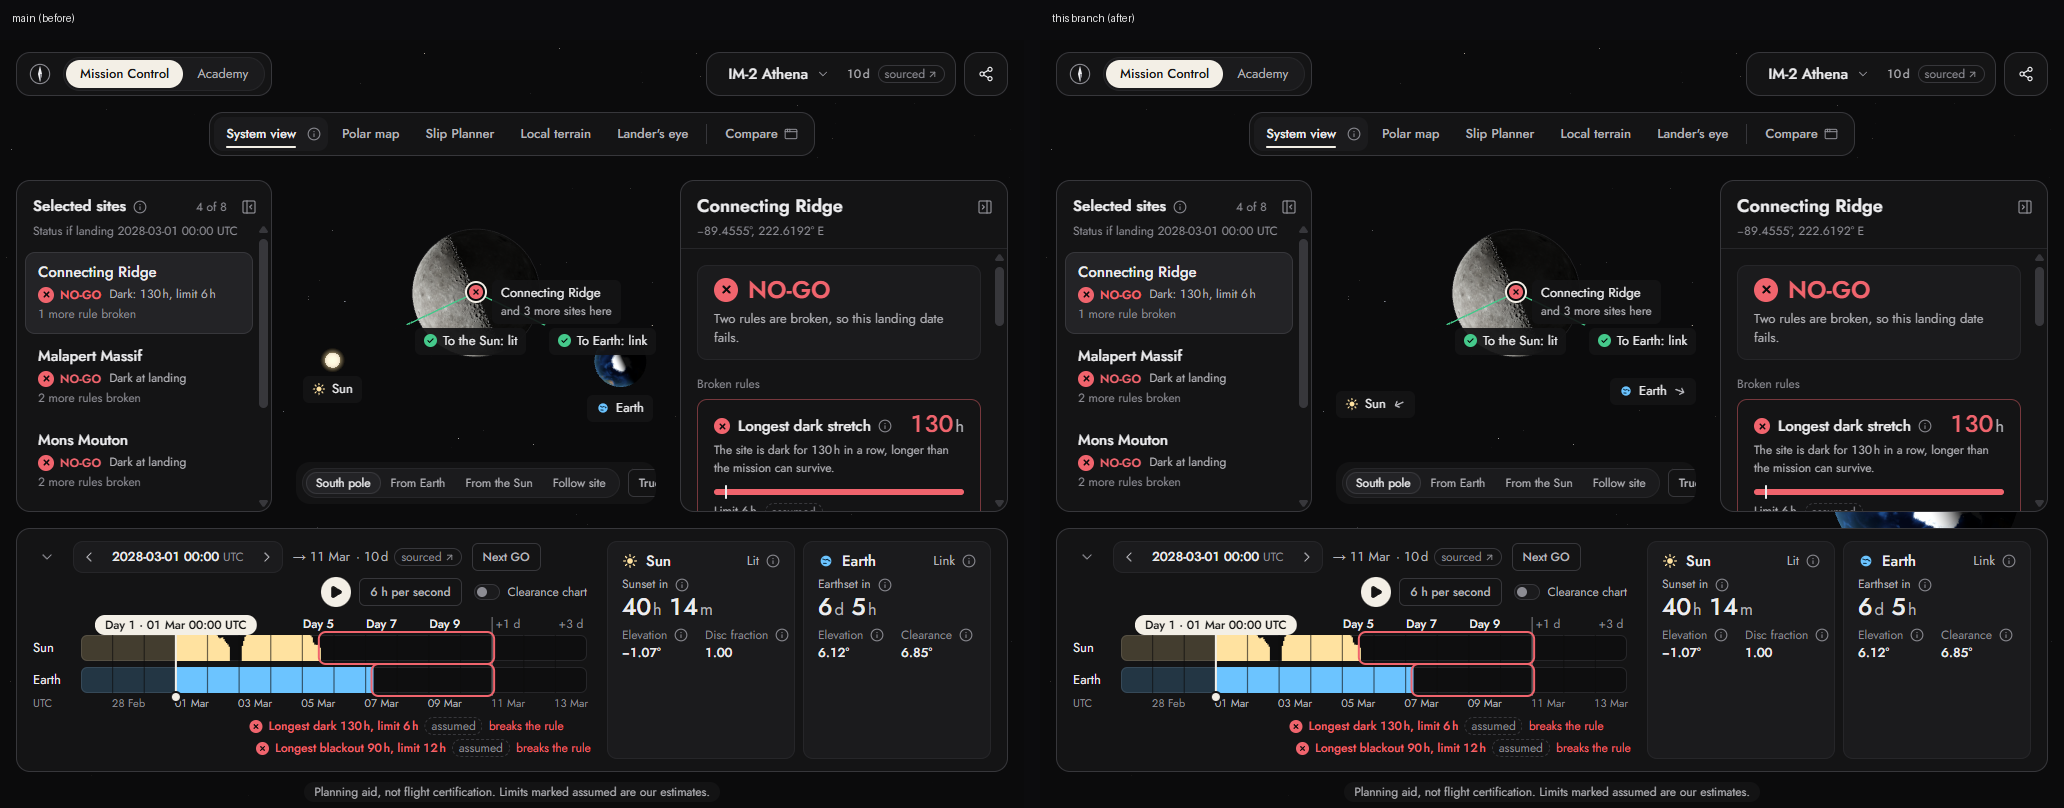 main (before)
Mission Control
Academy
IM-2 Athena
10d
sourced ↗
System view
Polar map
Slip Planner
Local terrain
Lander's eye
Compare
Selected sites
4 of 8
Status if landing 2028-03-01 00:00 UTC
Connecting Ridge
NO-GO Dark: 130h, limit 6h
1 more rule broken
Malapert Massif
NO-GO Dark at landing
2 more rules broken
Mons Mouton
NO-GO Dark at landing
2 more rules broken
Connecting Ridge
and 3 more sites here
To the Sun: lit
To Earth: link
Sun
Earth
South pole
From Earth
From the Sun
Follow site
Connecting Ridge
−89.4555°, 222.6192° E
NO-GO
Two rules are broken, so this landing date
fails.
Broken rules
Longest dark stretch 130h
The site is dark for 130h in a row, longer than
the mission can survive.
Limit 6h assumed
2028-03-01 00:00 UTC
→ 11 Mar · 10d sourced ↗
Next GO
6 h per second
Clearance chart
Day 1 · 01 Mar 00:00 UTC
Day 5
Day 7
Day 9
+1 d
+3 d
Sun
Earth
UTC
28 Feb
01 Mar
03 Mar
05 Mar
07 Mar
09 Mar
11 Mar
13 Mar
Longest dark 130h, limit 6h assumed breaks the rule
Longest blackout 90h, limit 12h assumed breaks the rule
Sun Lit
Sunset in
40h 14m
Elevation
−1.07°
Disc fraction
1.00
Earth Link
Earthset in
6d 5h
Elevation
6.12°
Clearance
6.85°
Planning aid, not flight certification. Limits marked assumed are our estimates.
this branch (after)
Mission Control
Academy
IM-2 Athena
10d
sourced ↗
System view
Polar map
Slip Planner
Local terrain
Lander's eye
Compare
Selected sites
4 of 8
Status if landing 2028-03-01 00:00 UTC
Connecting Ridge
NO-GO Dark: 130h, limit 6h
1 more rule broken
Malapert Massif
NO-GO Dark at landing
2 more rules broken
Mons Mouton
NO-GO Dark at landing
2 more rules broken
Connecting Ridge
and 3 more sites here
To the Sun: lit
To Earth: link
Earth →
Sun ←
South pole
From Earth
From the Sun
Follow site
Connecting Ridge
−89.4555°, 222.6192° E
NO-GO
Two rules are broken, so this landing date
fails.
Broken rules
Longest dark stretch 130h
The site is dark for 130h in a row, longer than
the mission can survive.
Limit 6h assumed
2028-03-01 00:00 UTC
→ 11 Mar · 10d sourced ↗
Next GO
6 h per second
Clearance chart
Day 1 · 01 Mar 00:00 UTC
Day 5
Day 7
Day 9
+1 d
+3 d
Sun
Earth
UTC
28 Feb
01 Mar
03 Mar
05 Mar
07 Mar
09 Mar
11 Mar
13 Mar
Longest dark 130h, limit 6h assumed breaks the rule
Longest blackout 90h, limit 12h assumed breaks the rule
Sun Lit
Sunset in
40h 14m
Elevation
−1.07°
Disc fraction
1.00
Earth Link
Earthset in
6d 5h
Elevation
6.12°
Clearance
6.85°
Planning aid, not flight certification. Limits marked assumed are our estimates.